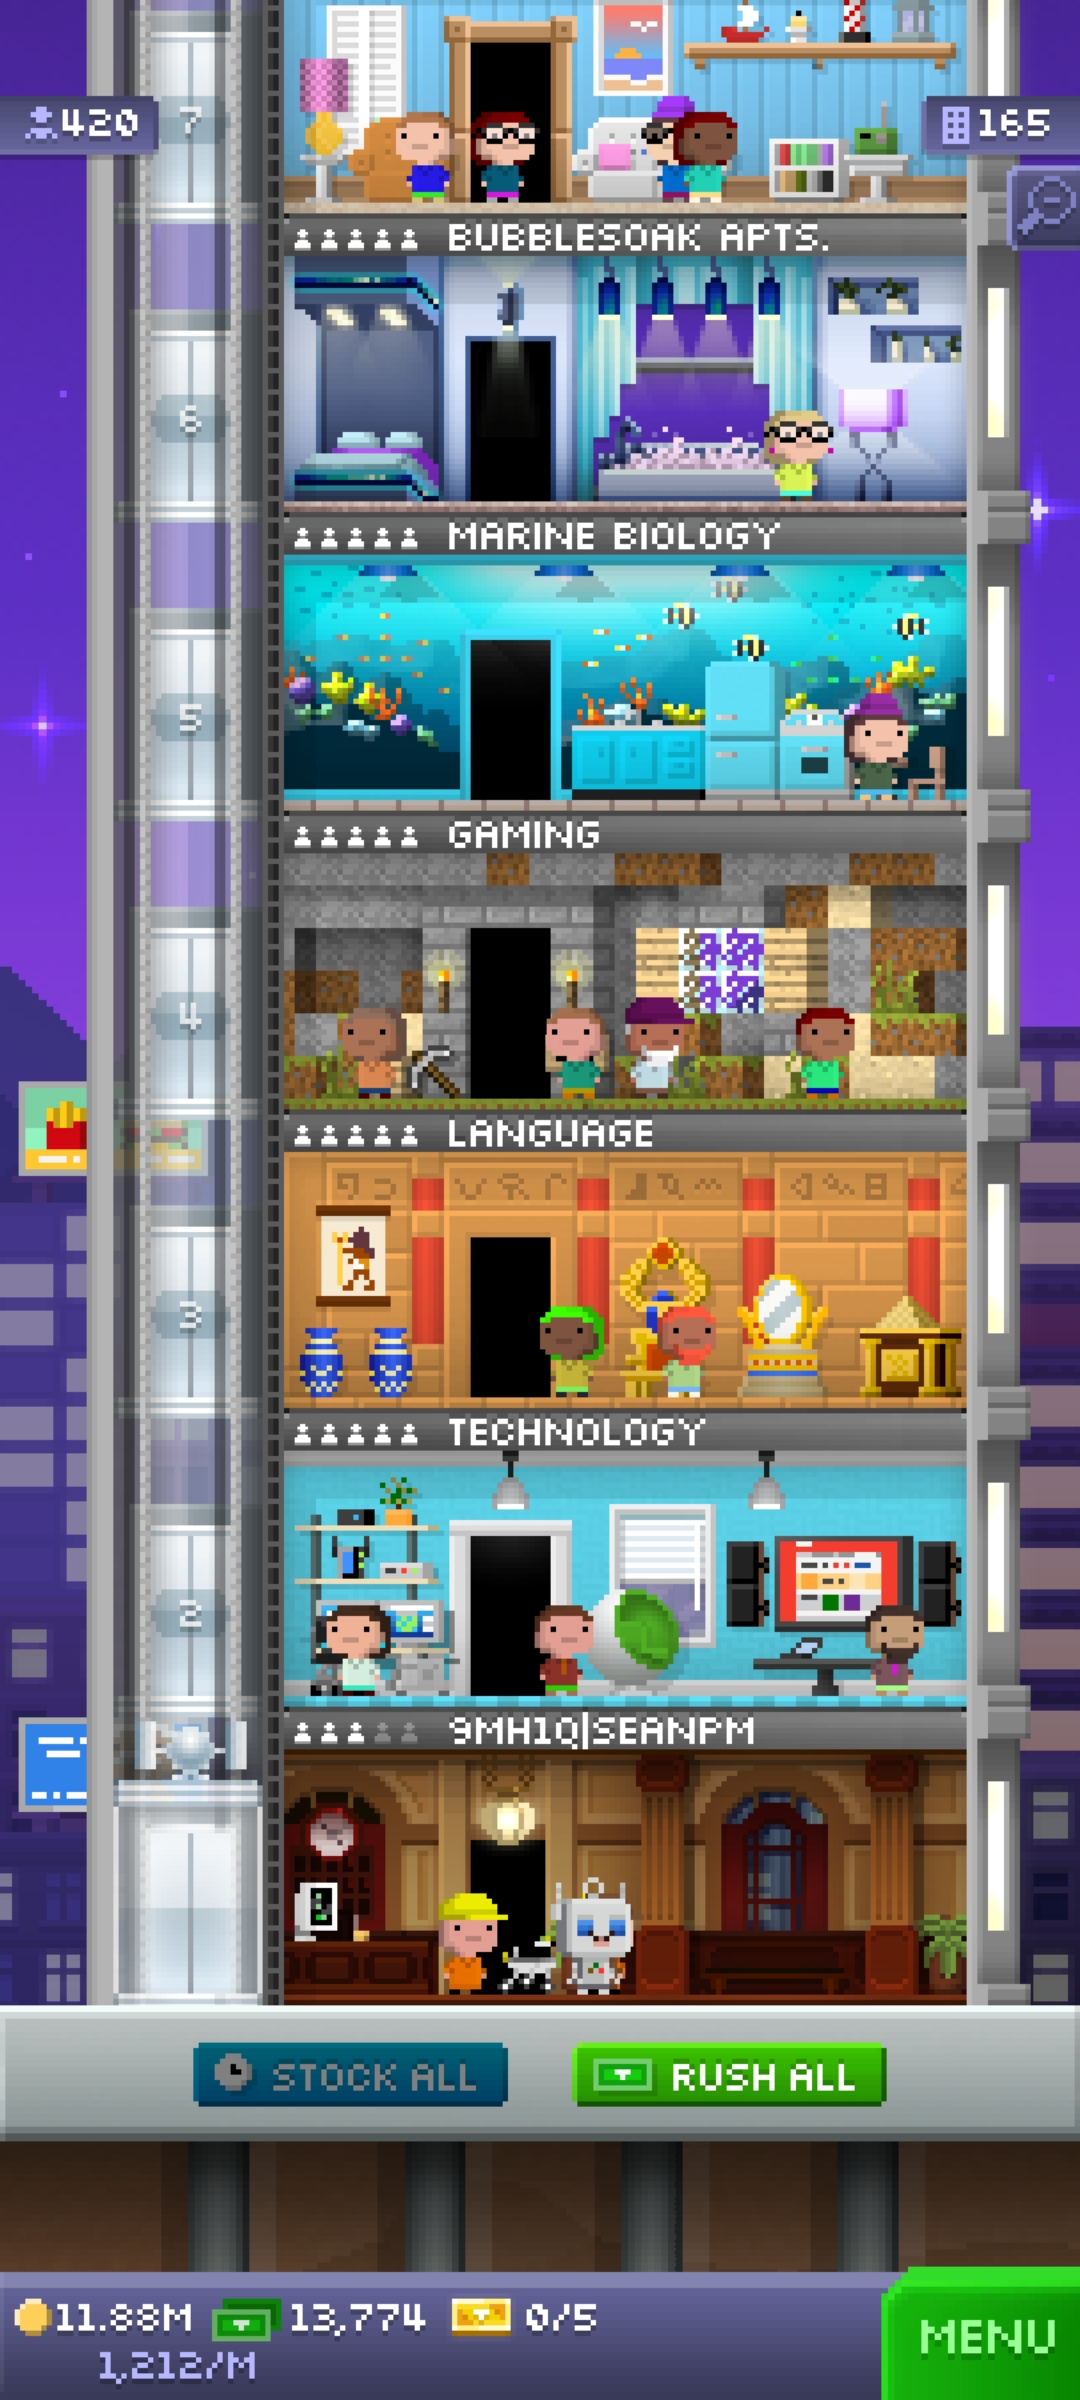 7
420
165
BUBBLESOAK APTS.
6
MARINE BIOLOGY
5
GAMING
4
LANGUAGE
3
TECHNOLOGY
2
9MH1Q|SEANPM
STOCK ALL
RUSH ALL
11.88M
13,774
0/5
1,212/M
MENU